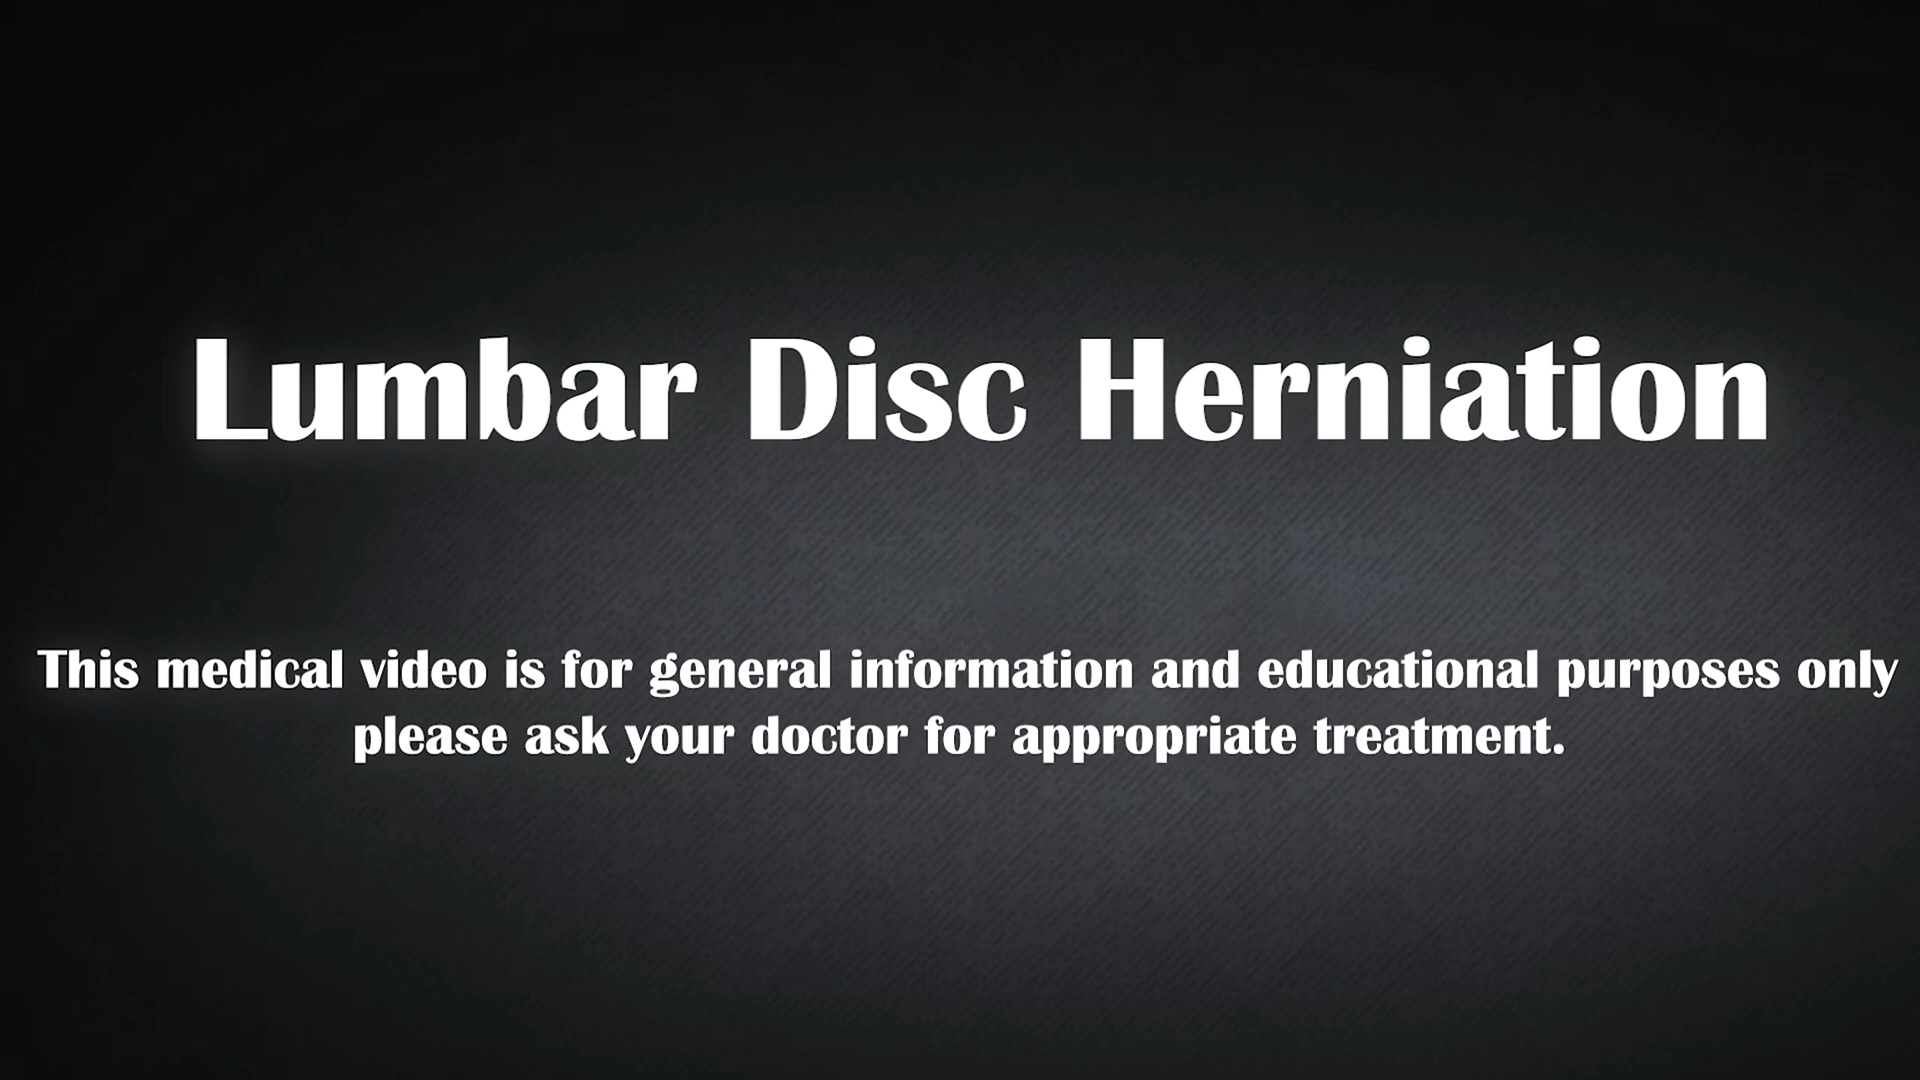 Lumbar Disc Herniation
This medical video is for general information and educational purposes only
please ask your doctor for appropriate treatment.